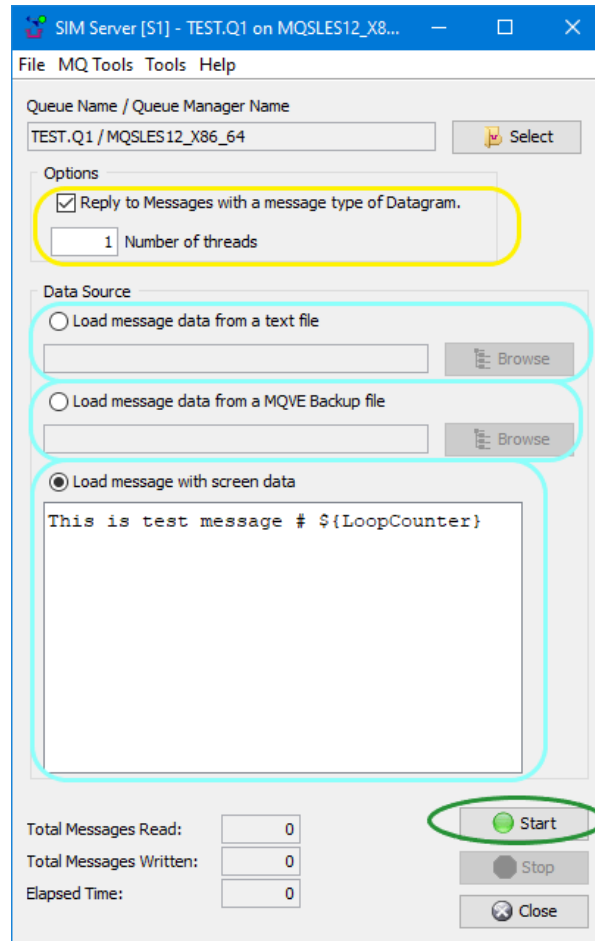 SIM Server [S1] - TEST.Q1 on MQSLES12_X8...
File MQ Tools Tools Help
Queue Name / Queue Manager Name
TEST.Q1 / MQSLES12_X86_64
Select
Options
Reply to Messages with a message type of Datagram.
1 Number of threads
Data Source
Load message data from a text file
Browse
Load message data from a MQVE Backup file
Browse
Load message with screen data
This is test message # ${LoopCounter}
Total Messages Read: 0
Start
Total Messages Written: 0
Stop
Elapsed Time: 0
Close